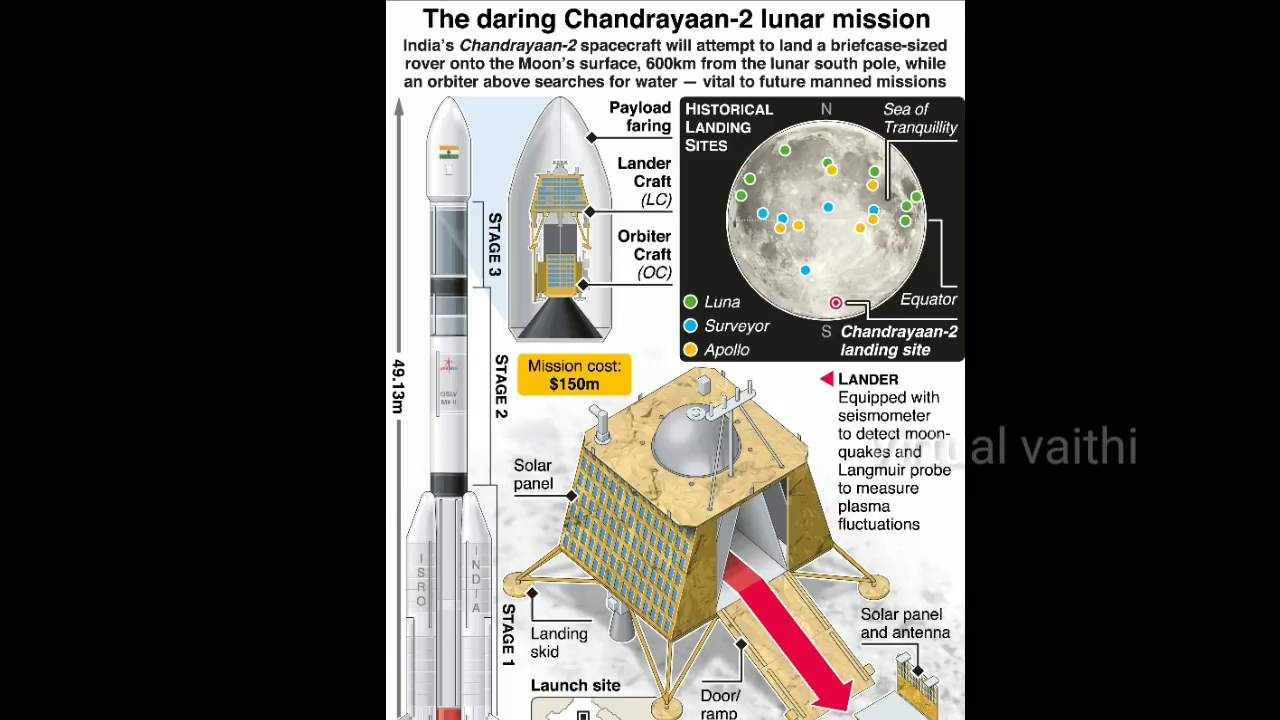 The daring Chandrayaan-2 lunar mission
India's Chandrayaan-2 spacecraft will attempt to land a briefcase-sized
rover onto the Moon's surface, 600km from the lunar south pole, while
an orbiter above searches for water — vital to future manned missions
Payload
faring
Lander
Craft
(LC)
Orbiter
Craft
(OC)
STAGE 3
STAGE 2
STAGE 1
49.13m
GSLV
ISRO
INDIA
HISTORICAL
LANDING
SITES
N
Sea of
Tranquillity
Equator
S
Luna
Surveyor
Apollo
Chandrayaan-2
landing site
Mission cost:
$150m
LANDER
Equipped with
seismometer
to detect moon-
quakes and
Langmuir probe
to measure
plasma
fluctuations
virtual vaithi
Solar
panel
Landing
skid
Launch site
Door/
ramp
Solar panel
and antenna